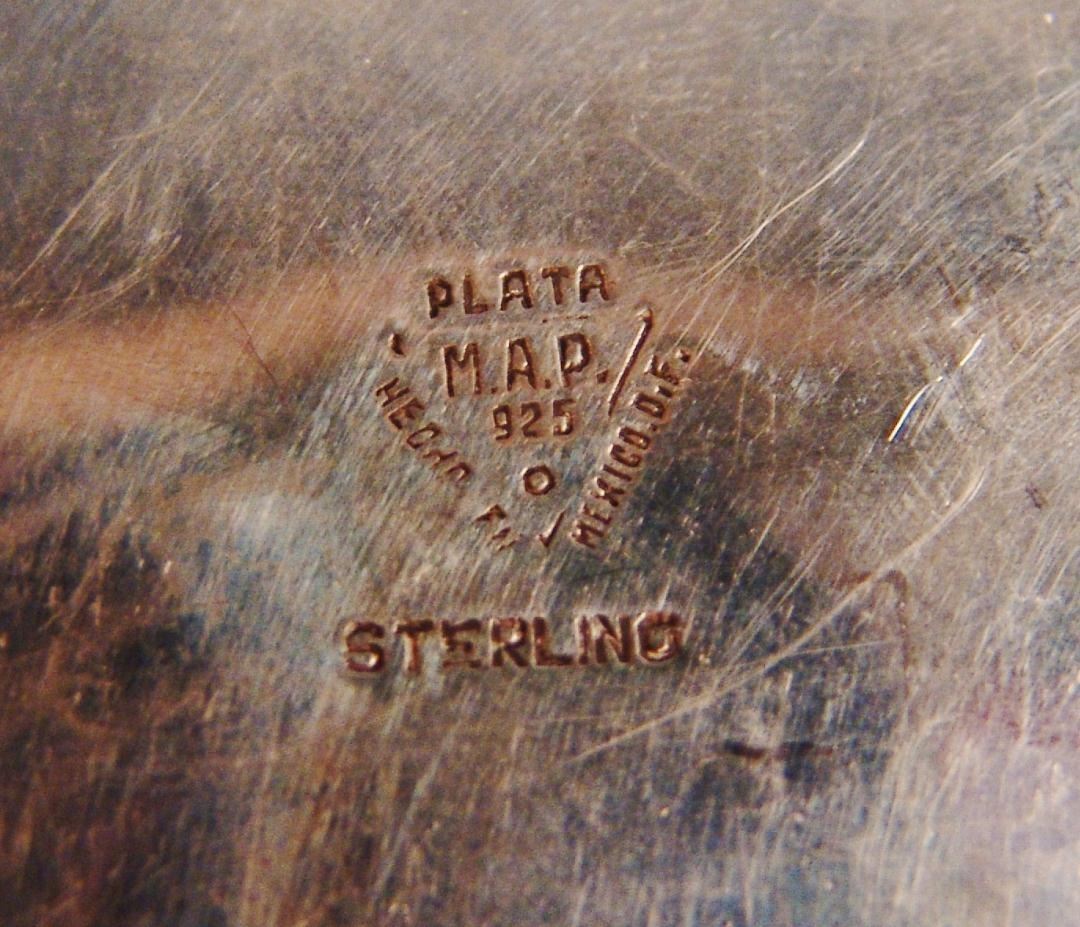 PLATA
M.A.P.
925
HECHO EN MEXICO.D.F.
STERLING